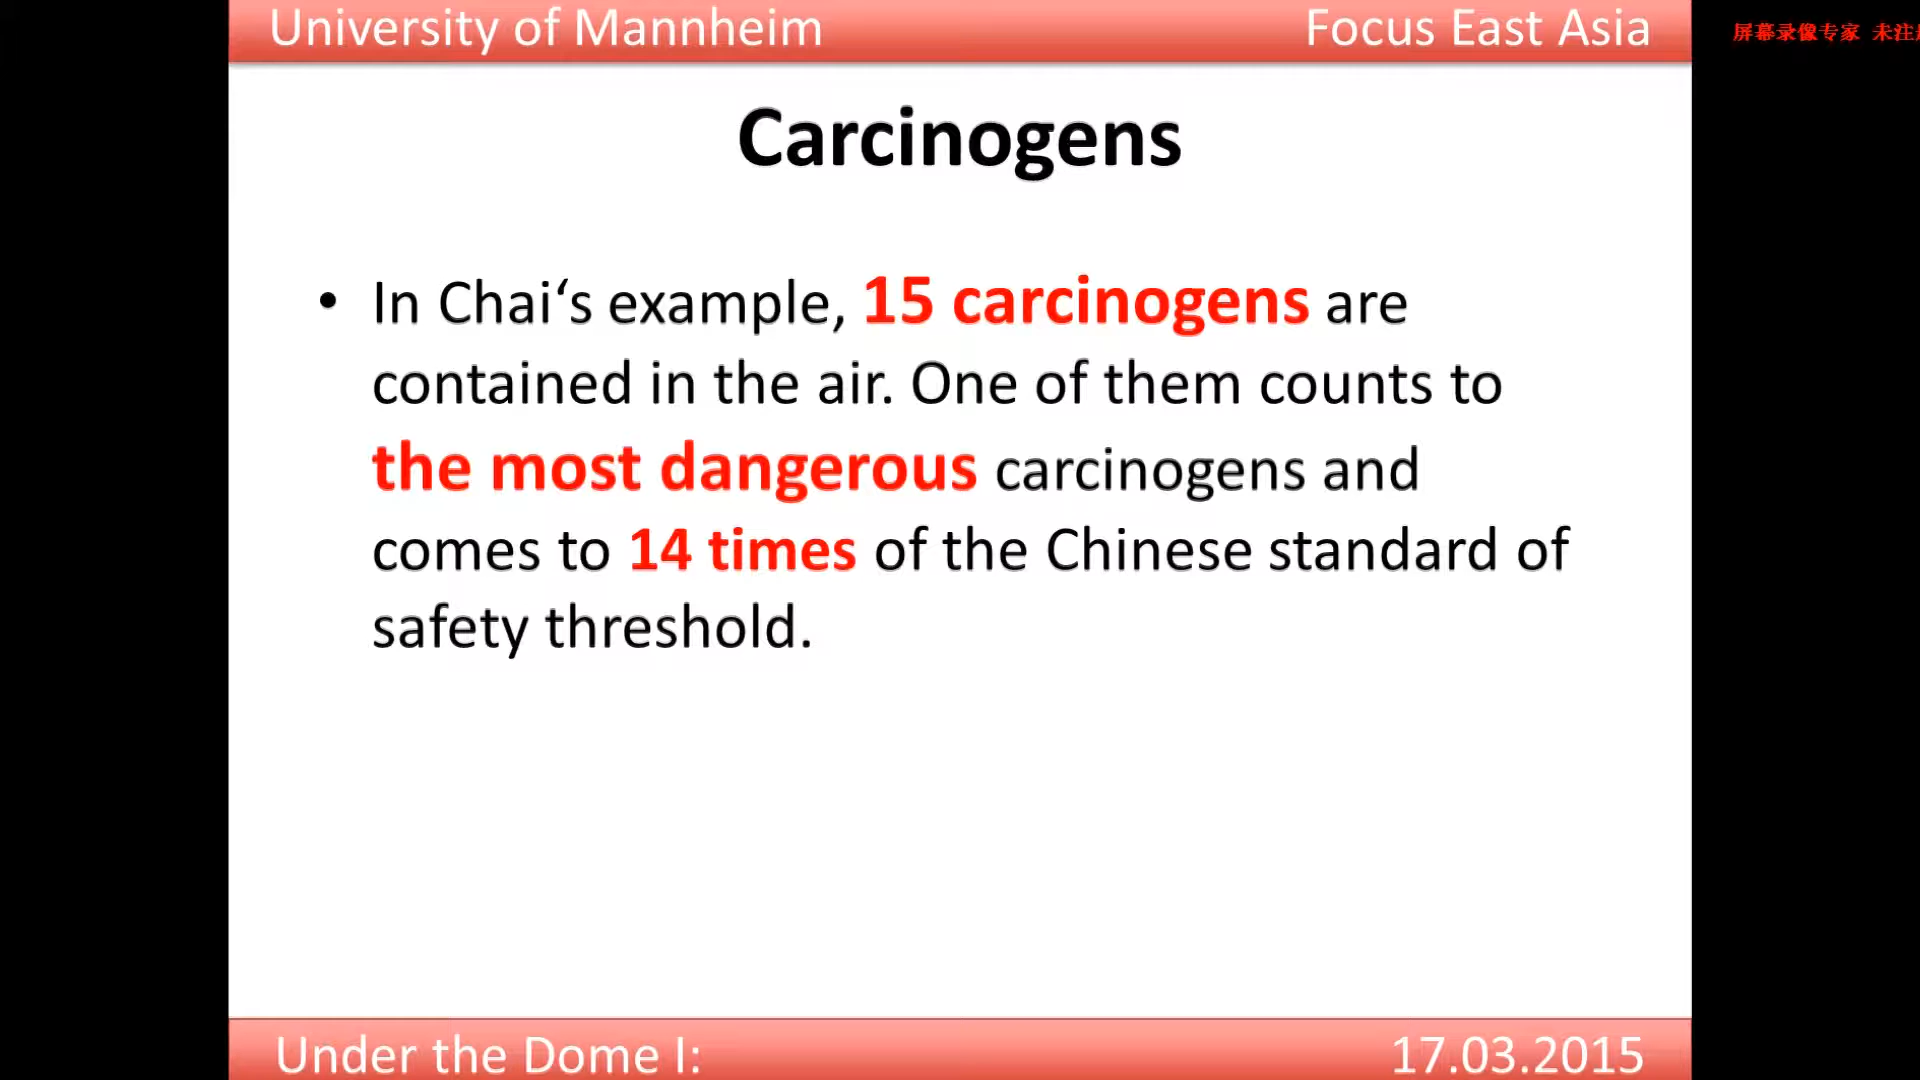 University of Mannheim
Focus East Asia
屏幕录像专家 未注
Carcinogens
• In Chai‘s example, 15 carcinogens are
contained in the air. One of them counts to
the most dangerous carcinogens and
comes to 14 times of the Chinese standard of
safety threshold.
Under the Dome I:
17.03.2015